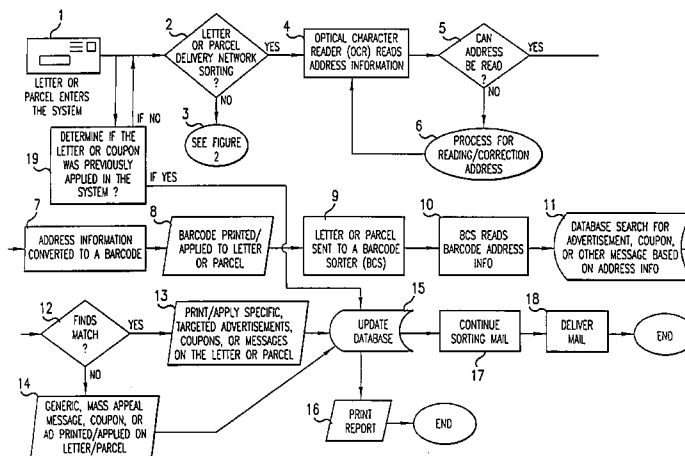 1
LETTER OR
PARCEL ENTERS
THE SYSTEM
2
LETTER
OR PARCEL
DELIVERY NETWORK
SORTING
?
YES
NO
3
SEE FIGURE
2
4
OPTICAL CHARACTER
READER (OCR) READS
ADDRESS INFORMATION
5
CAN
ADDRESS
BE READ
?
YES
NO
6
PROCESS FOR
READING/CORRECTION
ADDRESS
IF NO
DETERMINE IF THE
LETTER OR COUPON
WAS PREVIOUSLY
APPLIED IN THE
SYSTEM ?
19
IF YES
7
ADDRESS INFORMATION
CONVERTED TO A BARCODE
8
BARCODE PRINTED/
APPLIED TO LETTER
OR PARCEL
9
LETTER OR PARCEL
SENT TO A BARCODE
SORTER (BCS)
10
BCS READS
BARCODE ADDRESS
INFO
11
DATABASE SEARCH FOR
ADVERTISEMENT, COUPON,
OR OTHER MESSAGE BASED
ON ADDRESS INFO
12
FINDS
MATCH
?
YES
NO
13
PRINT/APPLY SPECIFIC,
TARGETED ADVERTISEMENTS,
COUPONS, OR MESSAGES
ON THE LETTER OR PARCEL
14
GENERIC, MASS APPEAL
MESSAGE, COUPON, OR
AD PRINTED/APPLIED ON
LETTER/PARCEL
15
UPDATE
DATABASE
16
PRINT
REPORT
END
CONTINUE
SORTING MAIL
17
18
DELIVER
MAIL
END